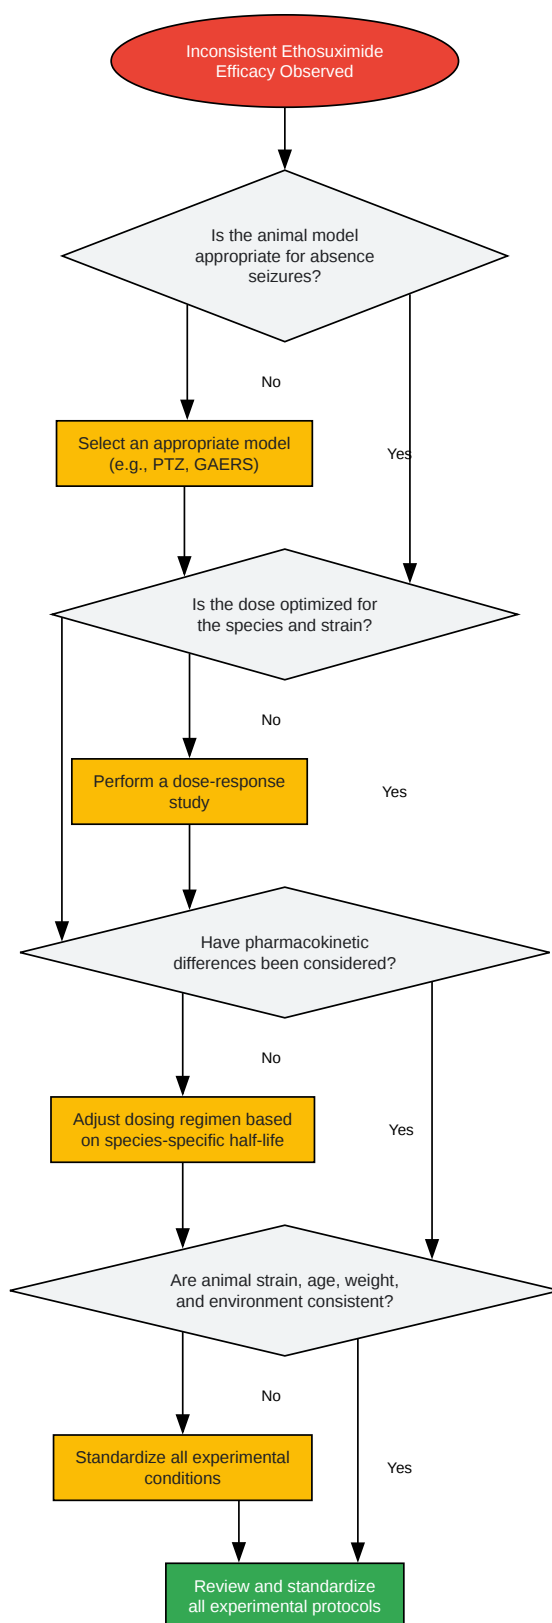 Inconsistent Ethosuximide
Efficacy Observed
Is the animal model
appropriate for absence
seizures?
No
Select an appropriate model
(e.g., PTZ, GAERS)
Yes
Is the dose optimized for
the species and strain?
No
Perform a dose-response
study
Yes
Have pharmacokinetic
differences been considered?
No
Adjust dosing regimen based
on species-specific half-life
Yes
Are animal strain, age, weight,
and environment consistent?
No
Standardize all experimental
conditions
Yes
Review and standardize
all experimental protocols